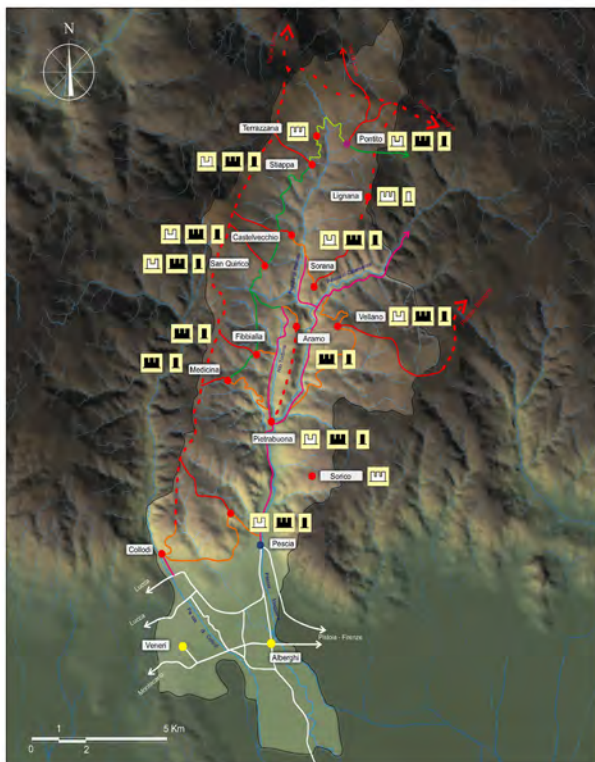 N
Terrazzana
Pontito
Stiappa
Lignana
Castelvecchio
San Quirico
Sorana
Vellano
Fibbialla
Aramo
Medicina
Pietrabuona
Sorico
Pescia
Collodi
Lucca
Lucca
Pistoia - Firenze
Veneri
Alberghi
1
5 Km
0
2